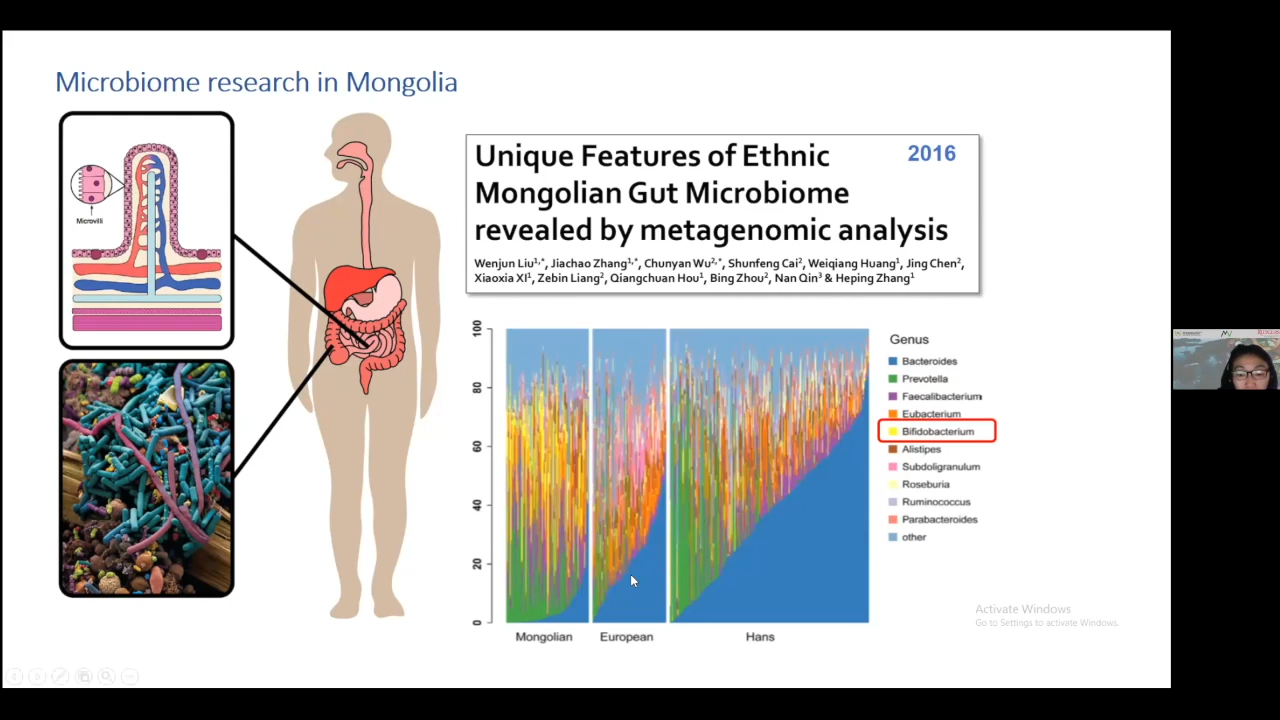 Microbiome research in Mongolia
Microvilli
Unique Features of Ethnic
2016
Mongolian Gut Microbiome
revealed by metagenomic analysis
Wenjun Liu¹,*, Jiachao Zhang¹,*, Chunyan Wu²,*, Shunfeng Cai², Weiqiang Huang¹, Jing Chen²,
Xiaoxia XI¹, Zebin Liang², Qiangchuan Hou¹, Bing Zhou², Nan Qin³ & Heping Zhang¹
100
80
60
40
20
0
Mongolian
European
Hans
Genus
Bacteroides
Prevotella
Faecalibacterium
Eubacterium
Bifidobacterium
Alistipes
Subdoligranulum
Roseburia
Ruminococcus
Parabacteroides
other
Activate Windows
Go to Settings to activate Windows.